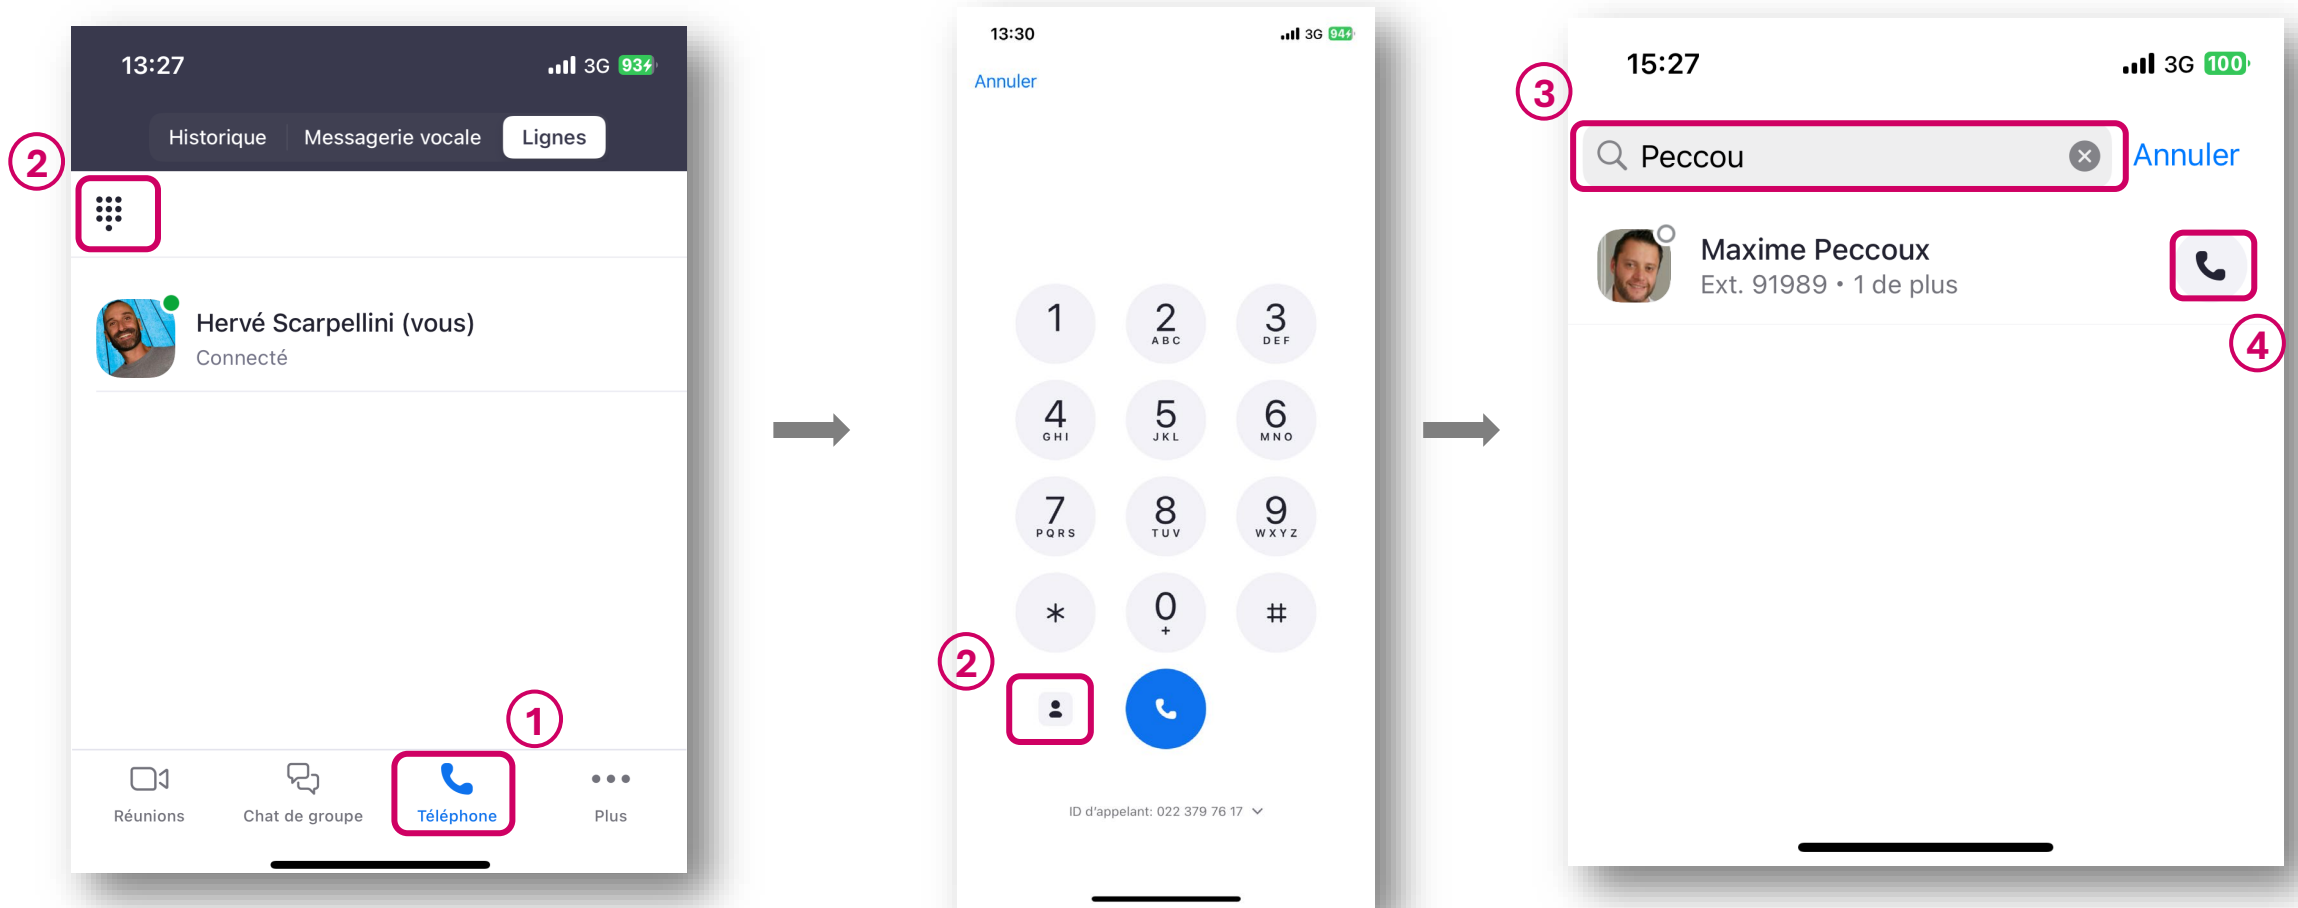 13:27
3G 93
Historique Messagerie vocale Lignes
2
Hervé Scarpellini (vous)
Connecté
1
Réunions Chat de groupe Téléphone Plus
13:30
3G 94
Annuler
1
2
ABC
3
DEF
4
GHI
5
JKL
6
MNO
7
PQRS
8
TUV
9
WXYZ
*
0
+
#
2
ID d'appelant: 022 379 76 17
15:27
3G 100
3
Peccou
Annuler
Maxime Peccoux
Ext. 91989 • 1 de plus
4